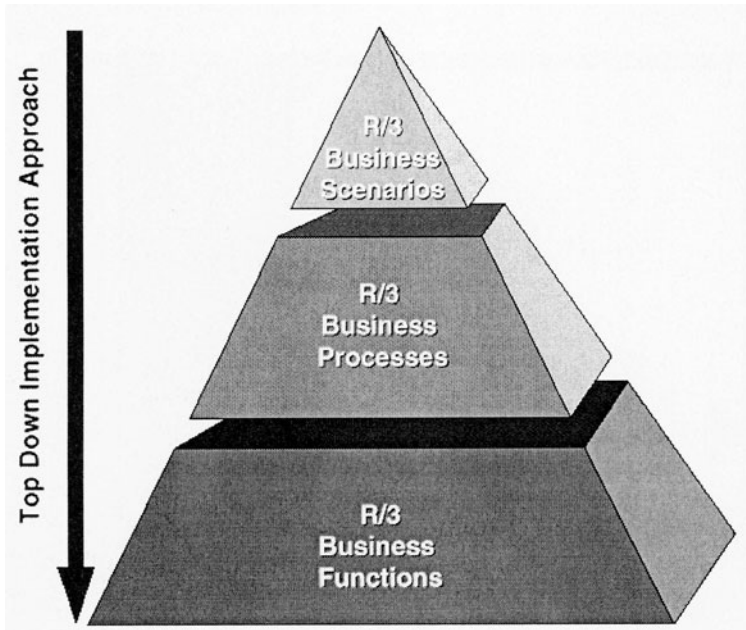 Top Down Implementation Approach
R/3
Business
Scenarios
R/3
Business
Processes
R/3
Business
Functions